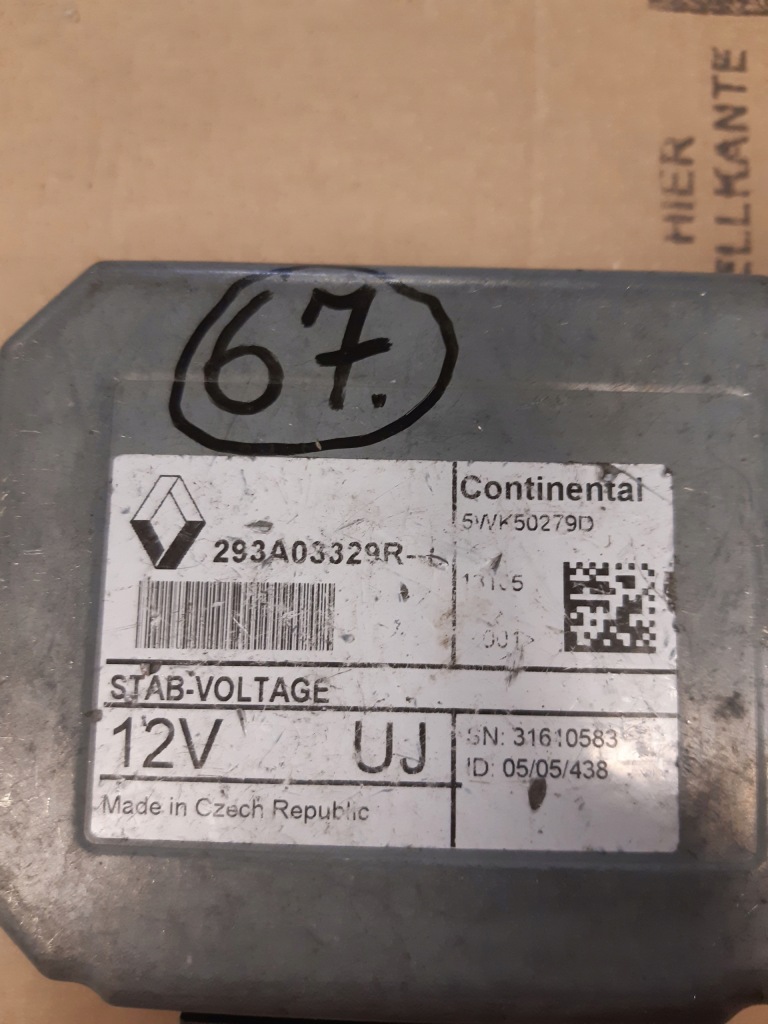 HIER
67.
Continental
5WK50279D
293A03329R--
001>
STAB-VOLTAGE
12V
UJ
SN: 31610583
ID: 05/05/438
Made in Czech Republic